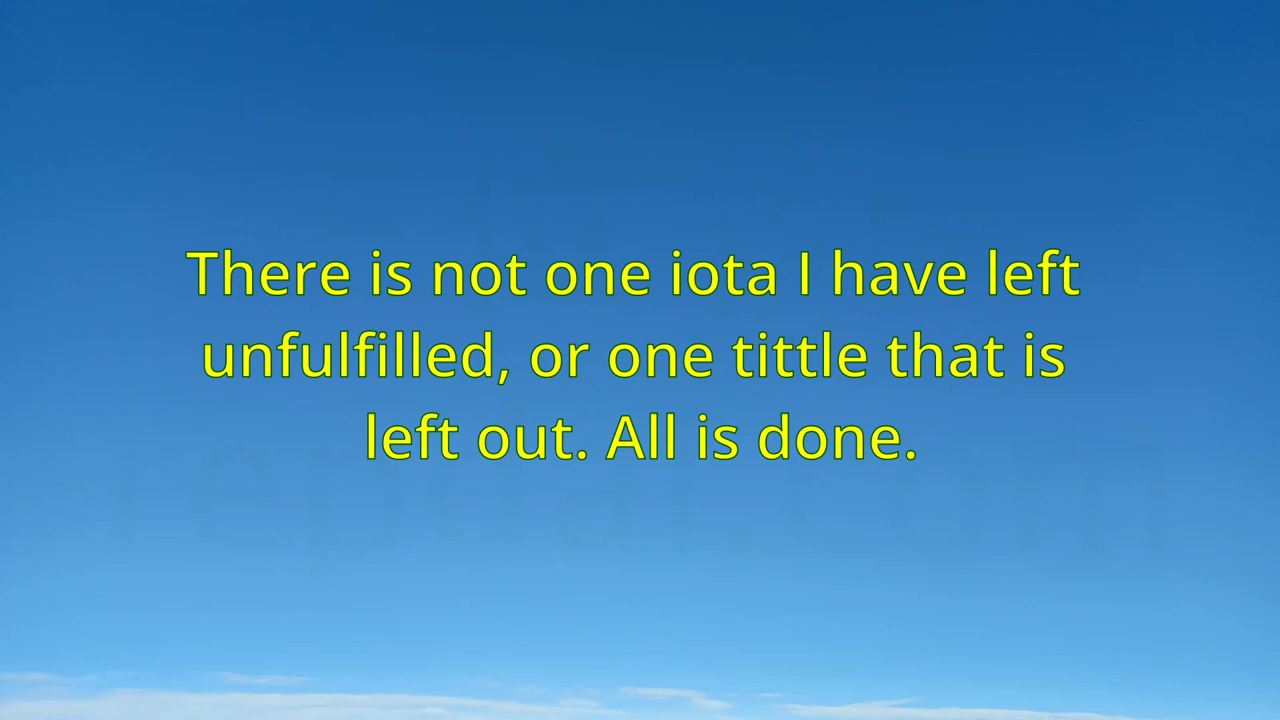 There is not one iota I have left
unfulfilled, or one tittle that is
left out. All is done.